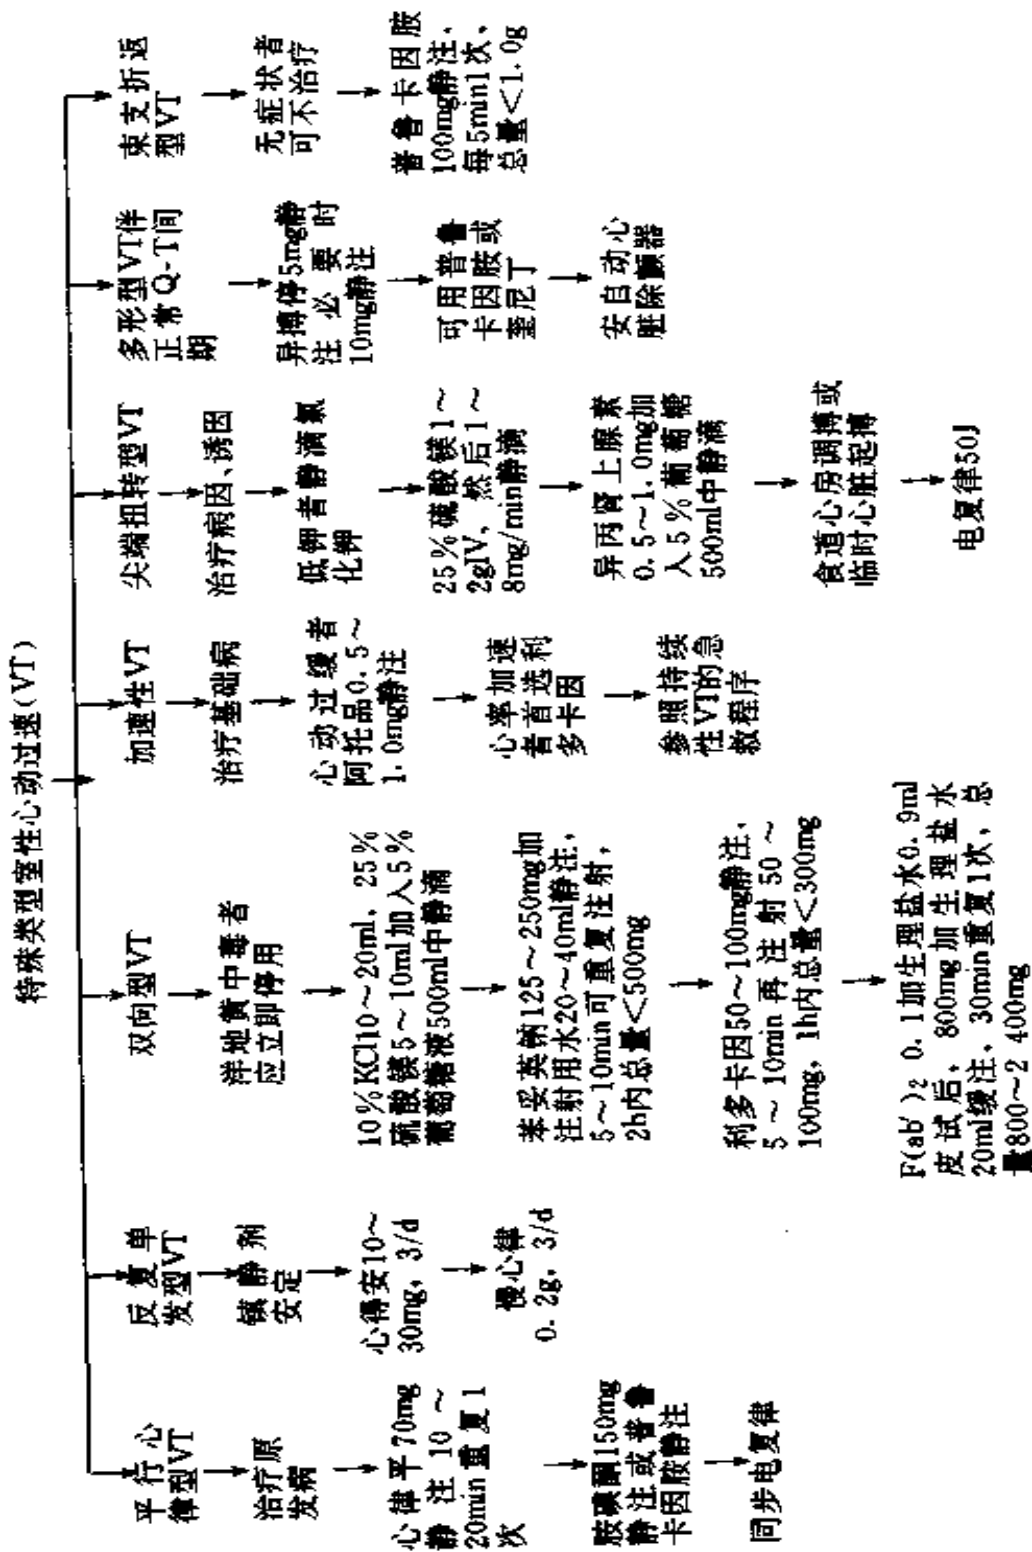 特殊类型室性心动过速(VT)
平行心
律型VT
治疗原
发病
心律平70mg
静注10～
20min重复1
次
胺碘酮150mg
静注或普鲁
卡因胺静注
同步电复律
反复单
发型VT
镇静剂
安定
心得安10～
30mg，3/d
慢心律
0.2g，3/d
双向型VT
洋地黄中毒者
应立即停用
10%KCl10～20ml，25%
硫酸镁5～10ml加入5%
葡萄糖液500ml中静滴
苯妥英钠125～250mg加
注射用水20～40ml静注，
5～10min可重复注射，
2h内总量<500mg
利多卡因50～100mg静注，
5～10min再注射50～
100mg，1h内总量<300mg
F(ab′)₂ 0.1加生理盐水0.9ml
皮试后，800mg加生理盐水
20ml缓注，30min重复1次，总
量800～2 400mg
加速性VT
治疗基础病
心动过缓者
阿托品0.5～
1.0mg静注
心率加速
者首选利
多卡因
参照持续
性VT的急
救程序
尖端扭转型VT
治疗病因、诱因
低钾者静滴氯
化钾
25%硫酸镁1～
2gIV，然后1～
8mg/min静滴
异丙肾上腺素
0.5～1.0mg加
入5%葡萄糖
500ml中静滴
食道心房调搏或
临时心脏起搏
电复律50J
多形型VT伴
正常Q-T间
期
异搏停5mg静
注必要时
10mg静注
可用普鲁
卡因胺或
奎尼丁
安自动心
脏除颤器
束支折返
型VT
无症状者
可不治疗
普鲁卡因胺
100mg静注，
每5min1次，
总量<1.0g